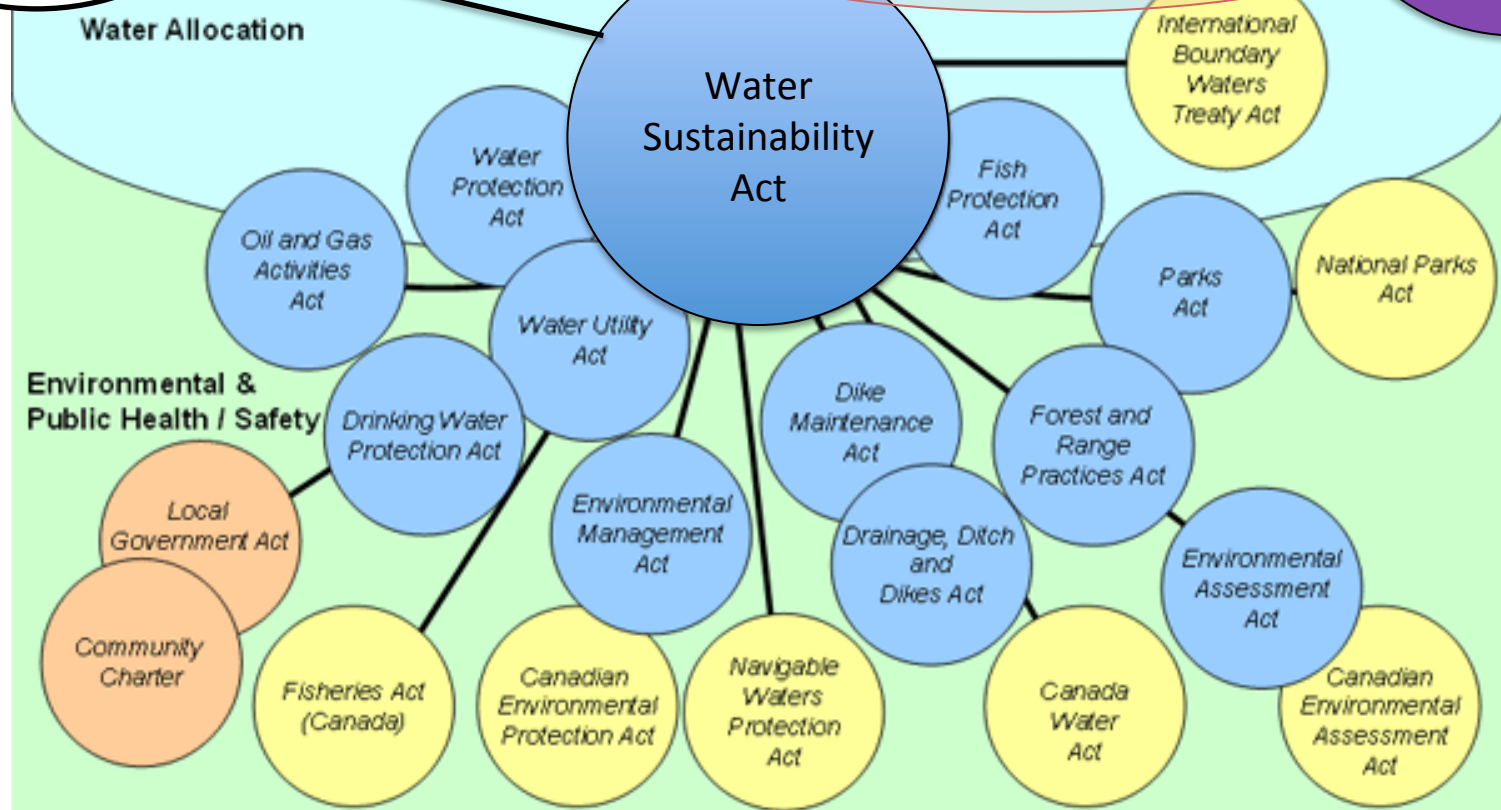 Water Allocation
International
Boundary
Waters
Treaty Act
Water
Sustainability
Act
Water
Protection
Act
Fish
Protection
Act
Oil and Gas
Activities
Act
Parks
Act
National Parks
Act
Water Utility
Act
Environmental &
Public Health / Safety
Drinking Water
Protection Act
Dike
Maintenance
Act
Forest and
Range
Practices Act
Local
Government Act
Environmental
Management
Act
Drainage, Ditch
and
Dikes Act
Environmental
Assessment
Act
Community
Charter
Fisheries Act
(Canada)
Canadian
Environmental
Protection Act
Navigable
Waters
Protection
Act
Canada
Water
Act
Canadian
Environmental
Assessment
Act